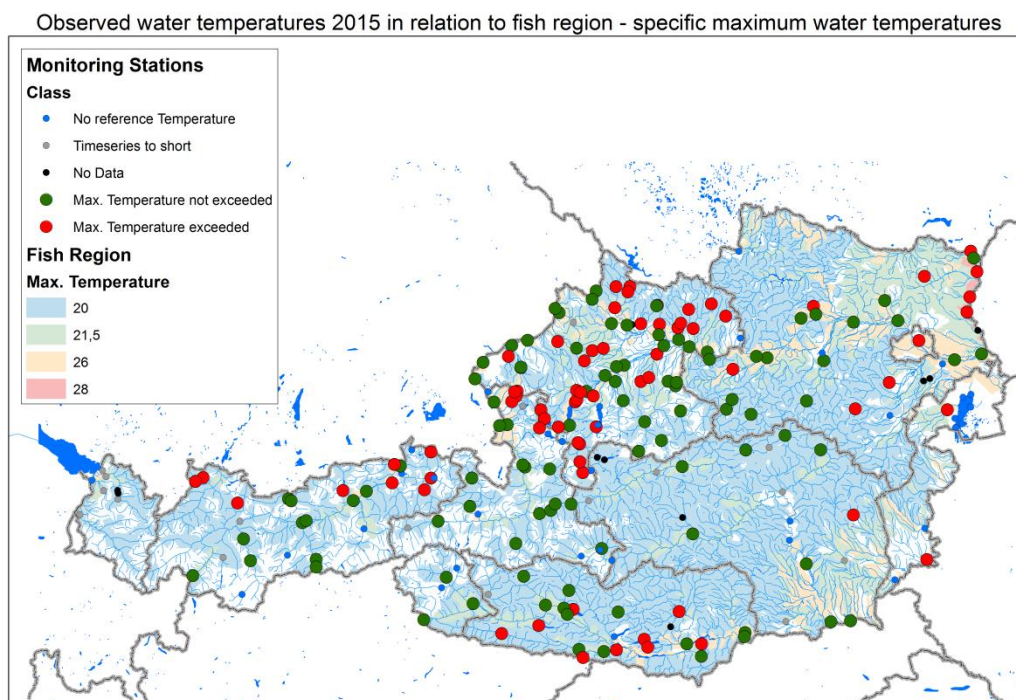 Observed water temperatures 2015 in relation to fish region - specific maximum water temperatures
Monitoring Stations
Class
No reference Temperature
Timeseries to short
No Data
Max. Temperature not exceeded
Max. Temperature exceeded
Fish Region
Max. Temperature
20
21,5
26
28